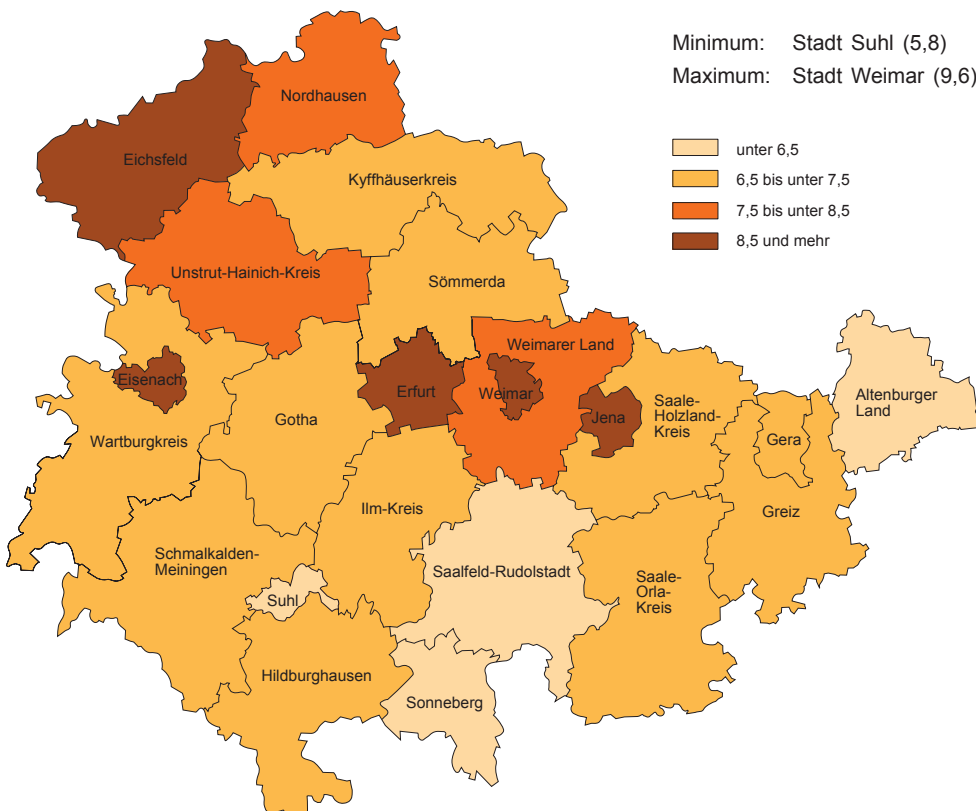 Minimum: Stadt Suhl (5,8)
Maximum: Stadt Weimar (9,6)
unter 6,5
6,5 bis unter 7,5
7,5 bis unter 8,5
8,5 und mehr
Nordhausen
Eichsfeld
Kyffhäuserkreis
Unstrut-Hainich-Kreis
Sömmerda
Weimarer Land
Eisenach
Erfurt
Weimar
Jena
Saale-
Holzland-
Kreis
Altenburger
Land
Gotha
Wartburgkreis
Gera
Ilm-Kreis
Greiz
Schmalkalden-
Meiningen
Saalfeld-Rudolstadt
Saale-
Orla-
Kreis
Suhl
Hildburghausen
Sonneberg